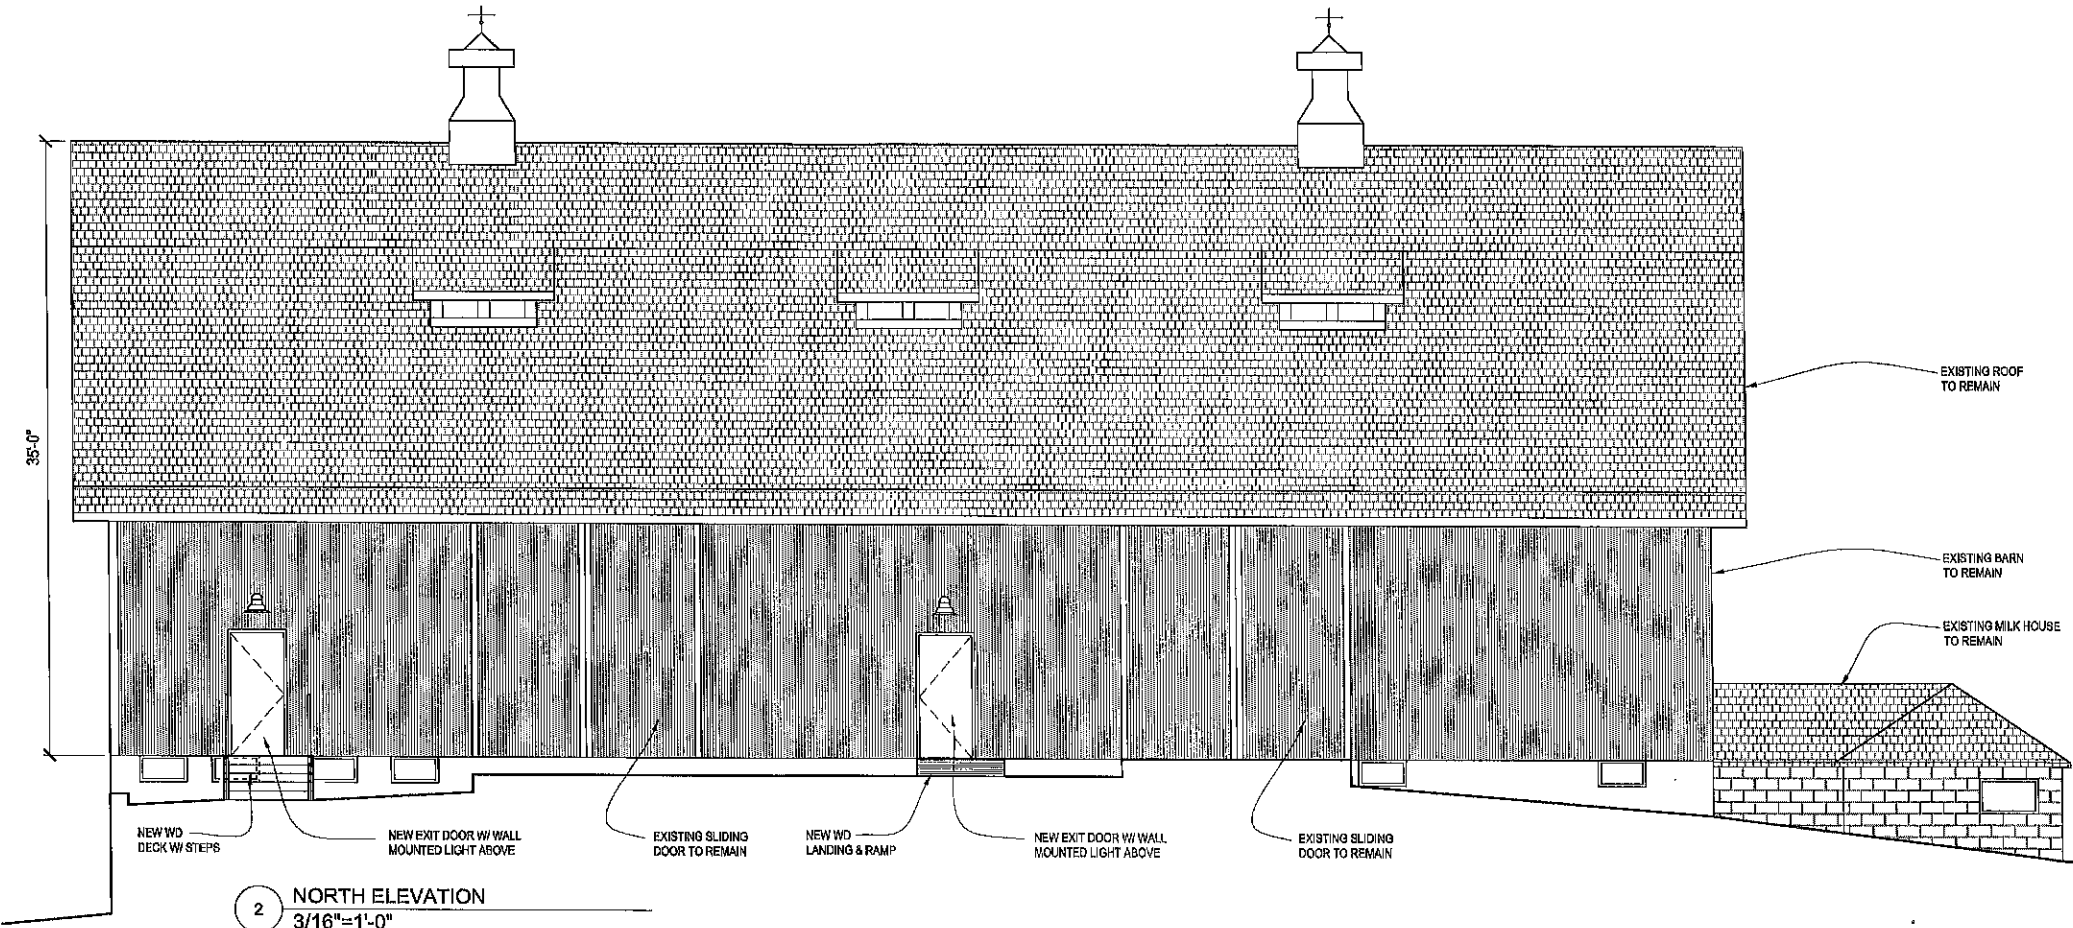 35'-0"
EXISTING ROOF
TO REMAIN
EXISTING BARN
TO REMAIN
EXISTING MILK HOUSE
TO REMAIN
NEW WD
DECK W/ STEPS
NEW EXIT DOOR W/ WALL
MOUNTED LIGHT ABOVE
EXISTING SLIDING
DOOR TO REMAIN
NEW WD
LANDING & RAMP
NEW EXIT DOOR W/ WALL
MOUNTED LIGHT ABOVE
EXISTING SLIDING
DOOR TO REMAIN
2
NORTH ELEVATION
3/16"=1'-0"